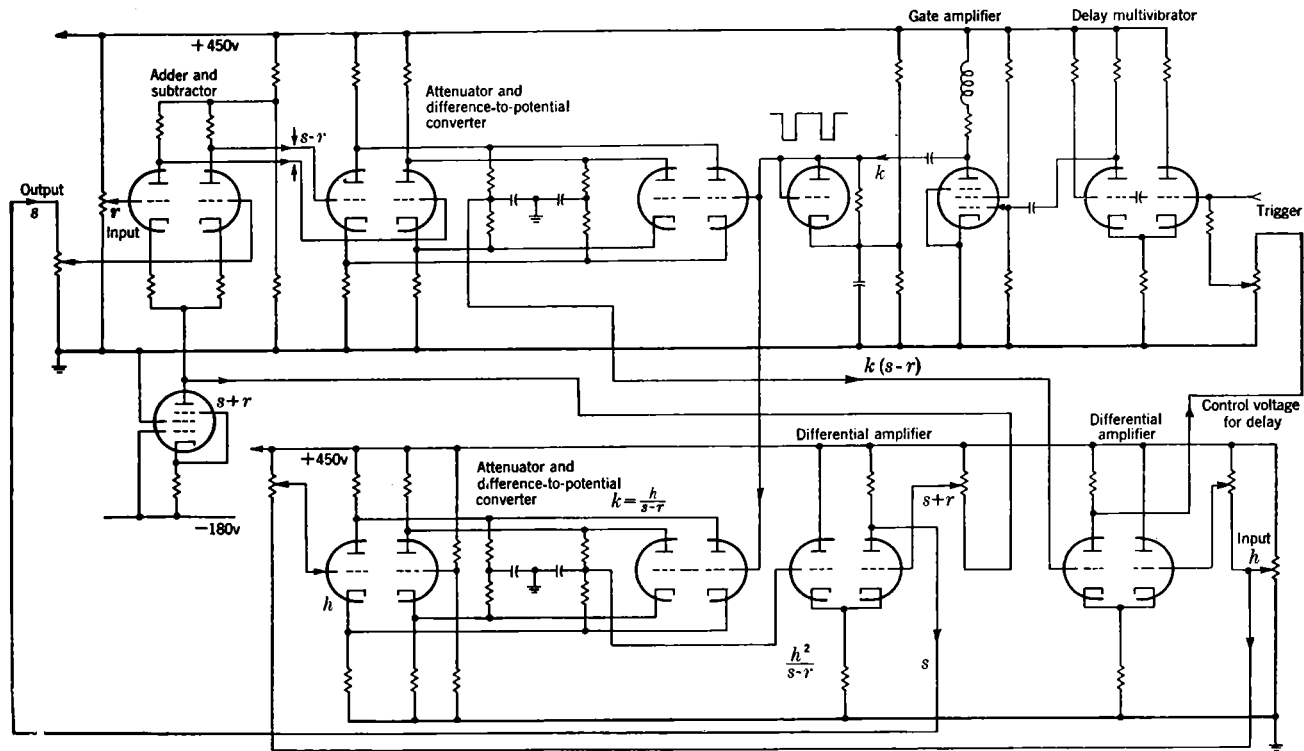 Gate amplifier
Delay multivibrator
+450v
Adder and
subtractor
Attenuator and
difference-to-potential
converter
s-r
k
Output
s
r
Input
Trigger
k(s-r)
s+r
Control voltage
for delay
Differential amplifier
Differential
amplifier
+450v
Attenuator and
difference-to-potential
converter
k = h/s-r
s+r
-180v
Input
h
h
h²/s-r
s